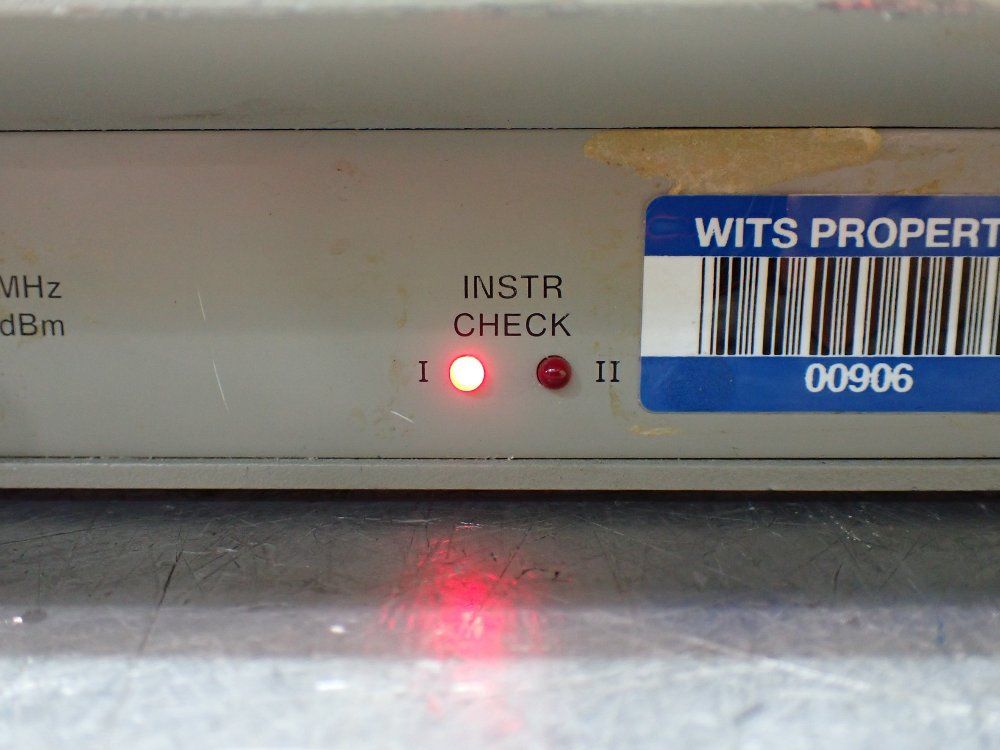 MHz
dBm
INSTR
CHECK
I
II
WITS PROPERT
00906